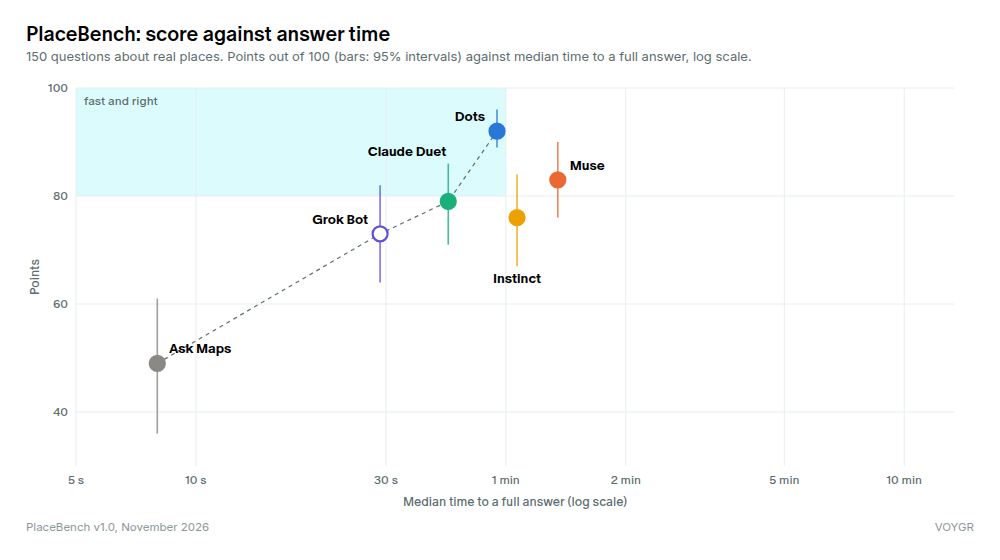 PlaceBench: score against answer time
150 questions about real places. Points out of 100 (bars: 95% intervals) against median time to a full answer, log scale.
100
fast and right
Dots
Claude Duet
Muse
80
Grok Bot
Instinct
Points
60
Ask Maps
40
5 s
10 s
30 s
1 min
2 min
5 min
10 min
Median time to a full answer (log scale)
PlaceBench v1.0, November 2026
VOYGR